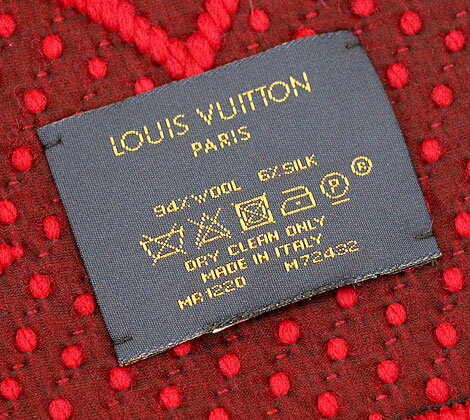 LOUIS VUITTON
PARIS
94% WOOL 6% SILK
P ®
DRY CLEAN ONLY
MADE IN ITALY
MR1220 M72432